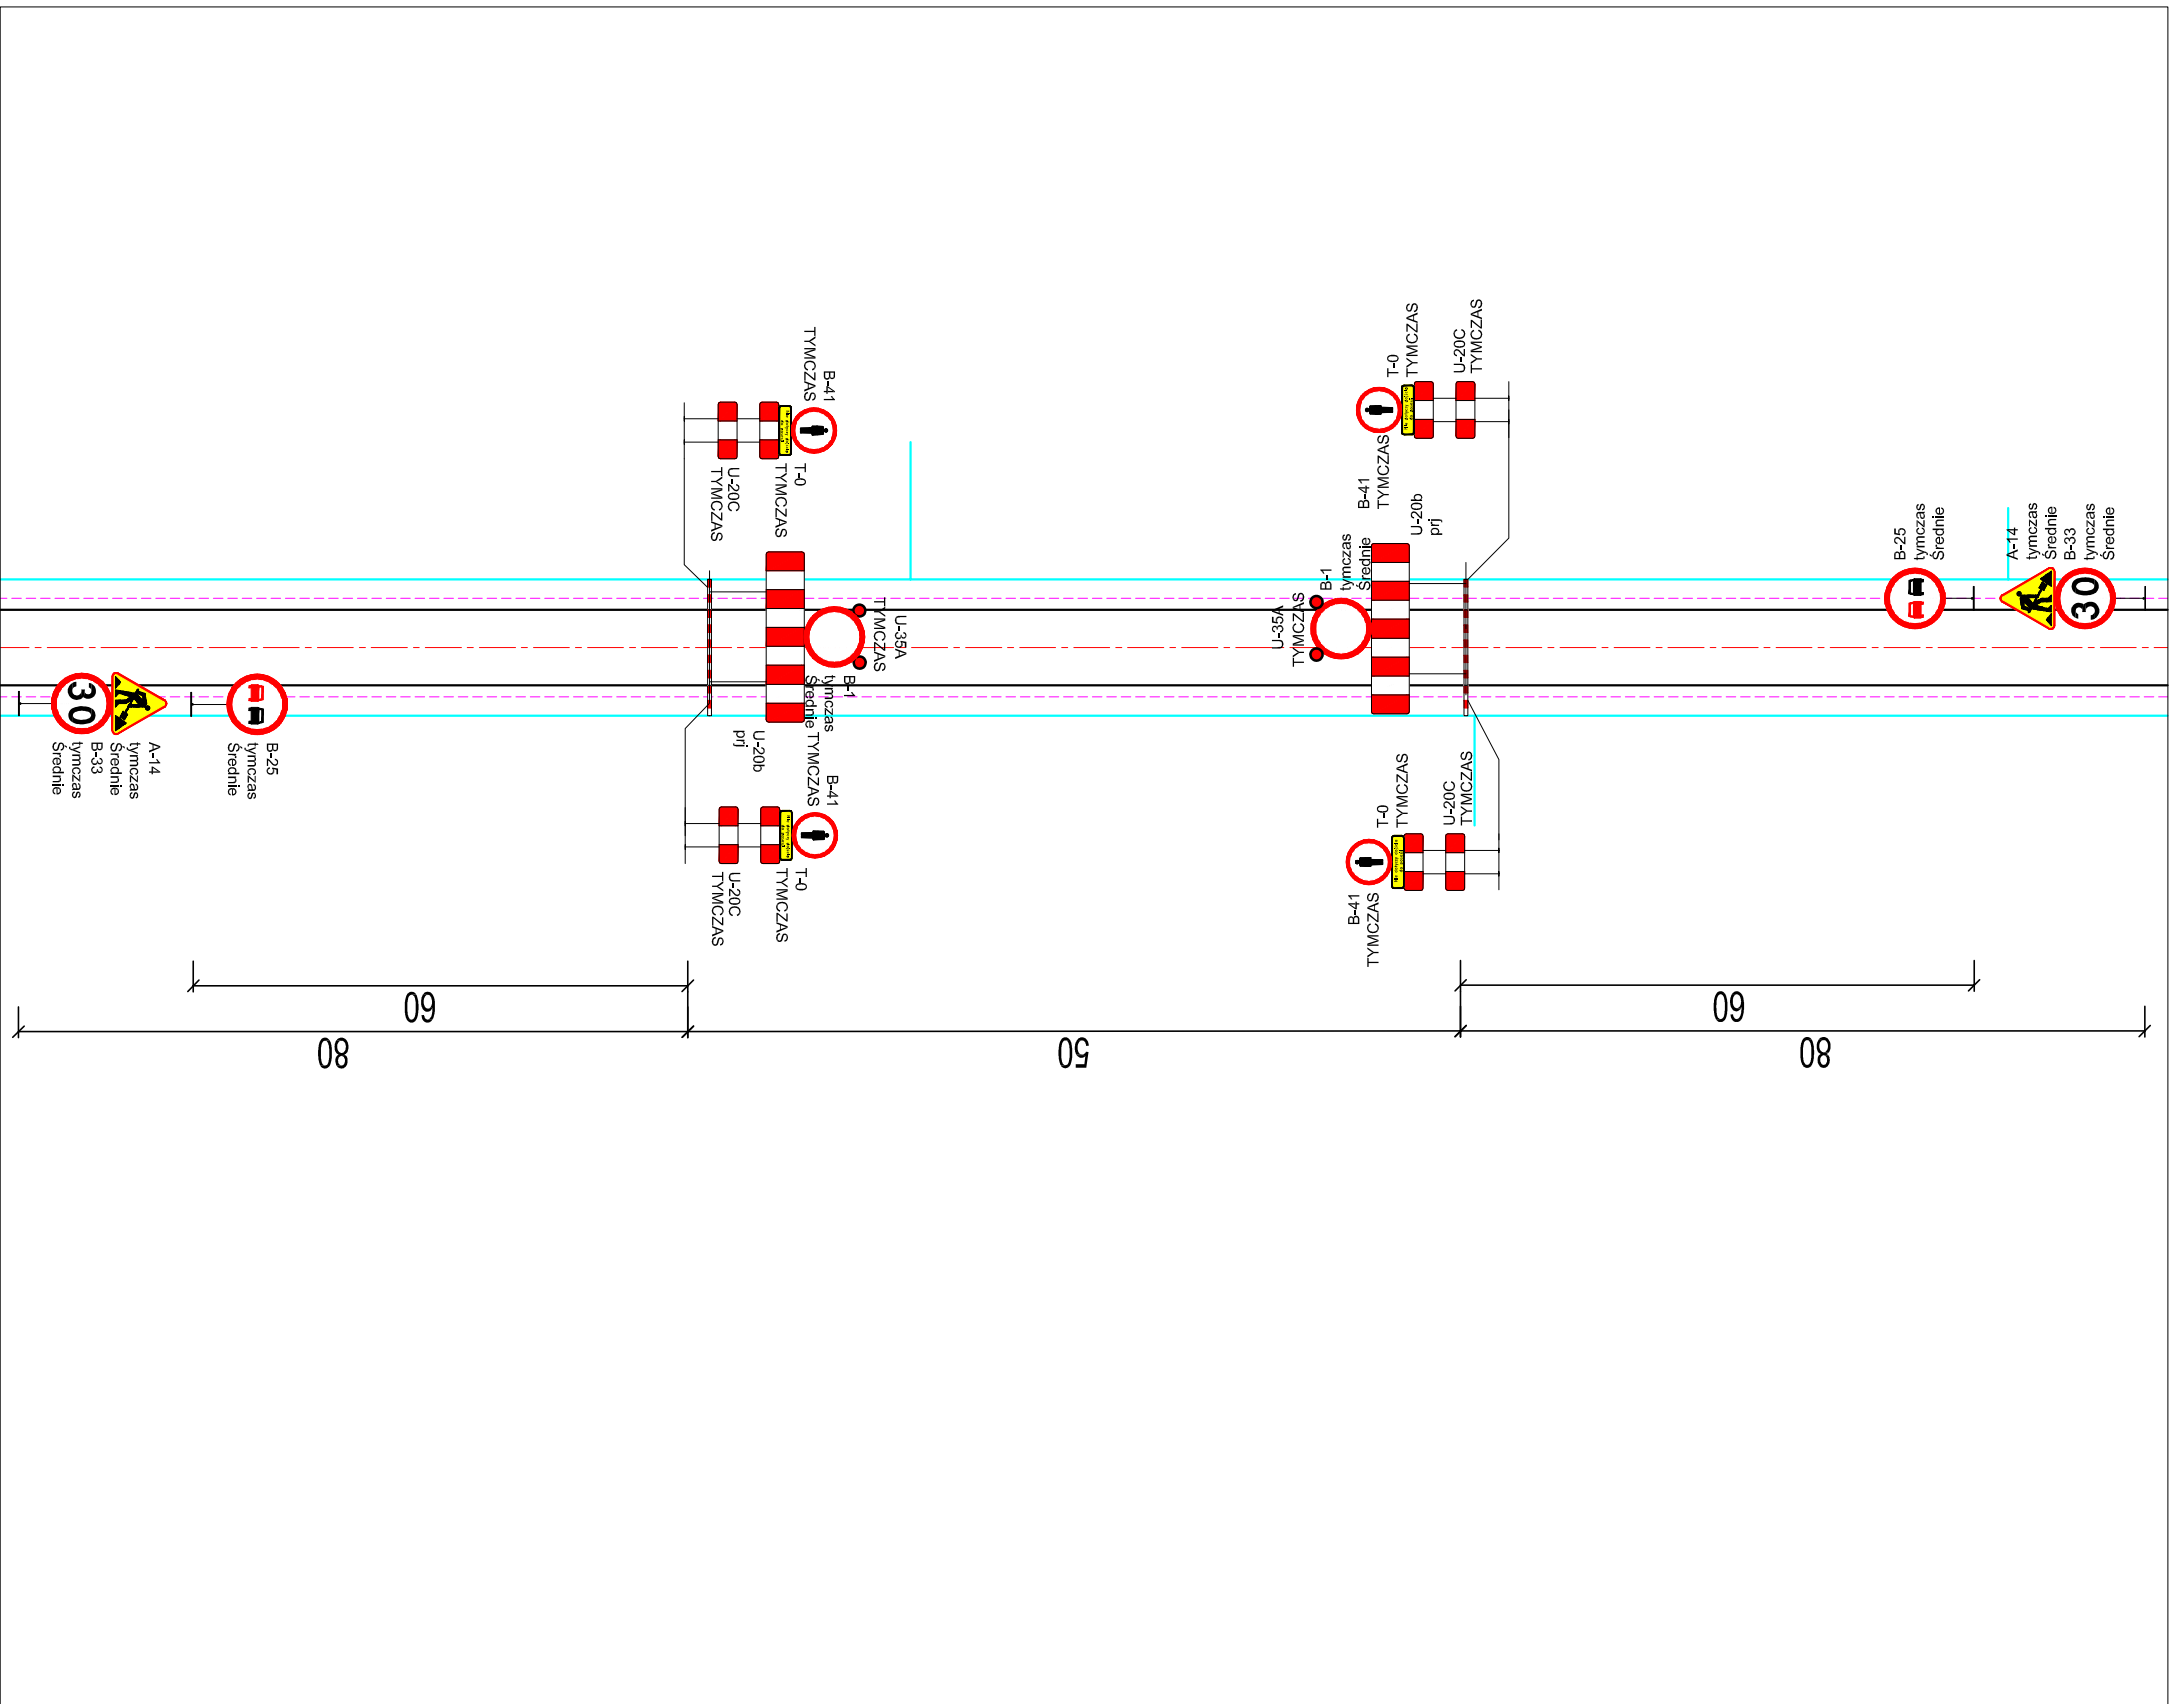 TYMCZAS
B-41
U-20C
TYMCZAS
T-0
TYMCZAS
T-0
TYMCZAS
U-20C
TYMCZAS
B-41
TYMCZAS
U-20b
prj
B-1
tymczas
Średnie
U-35A
TYMCZAS
U-35A
TYMCZAS
B-1
tymczas
Średnie
U-20b
prj
B-25
tymczas
Średnie
A-14
tymczas
Średnie
B-33
tymczas
Średnie
30
30
A-14
tymczas
Średnie
B-33
tymczas
Średnie
B-25
tymczas
Średnie
B-41
TYMCZAS
T-0
TYMCZAS
U-20C
TYMCZAS
T-0
TYMCZAS
U-20C
TYMCZAS
B-41
TYMCZAS
60
60
80
50
80